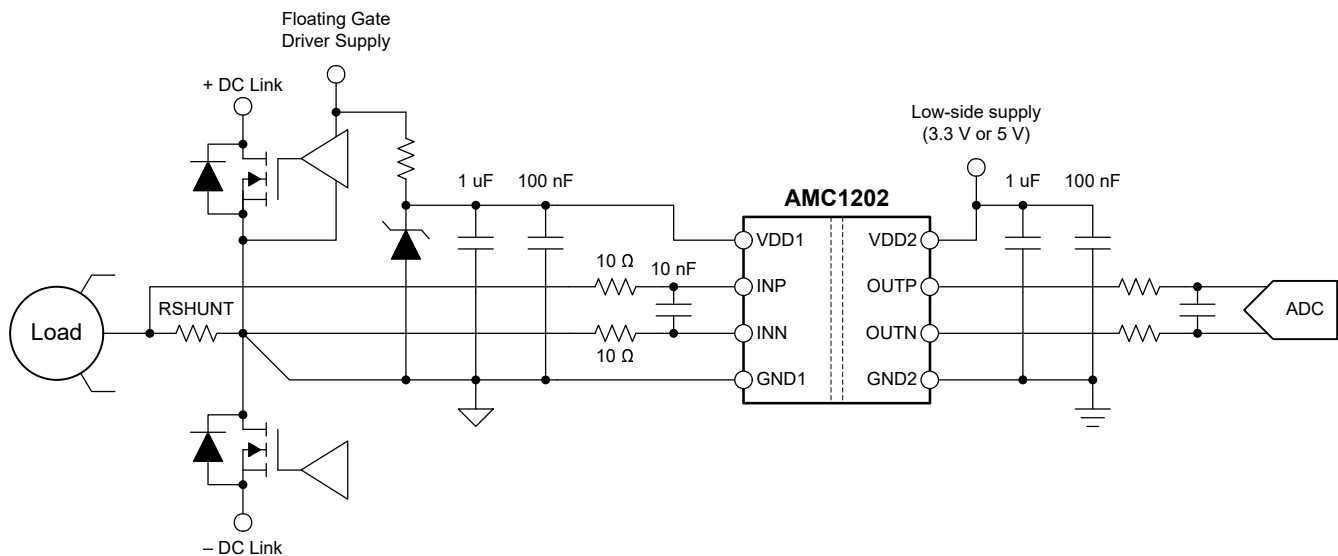 Floating Gate
Driver Supply
+ DC Link
Low-side supply
(3.3 V or 5 V)
1 uF
100 nF
AMC1202
1 uF
100 nF
VDD1
VDD2
10 Ω
10 nF
INP
OUTP
RSHUNT
Load
ADC
INN
OUTN
10 Ω
GND1
GND2
– DC Link